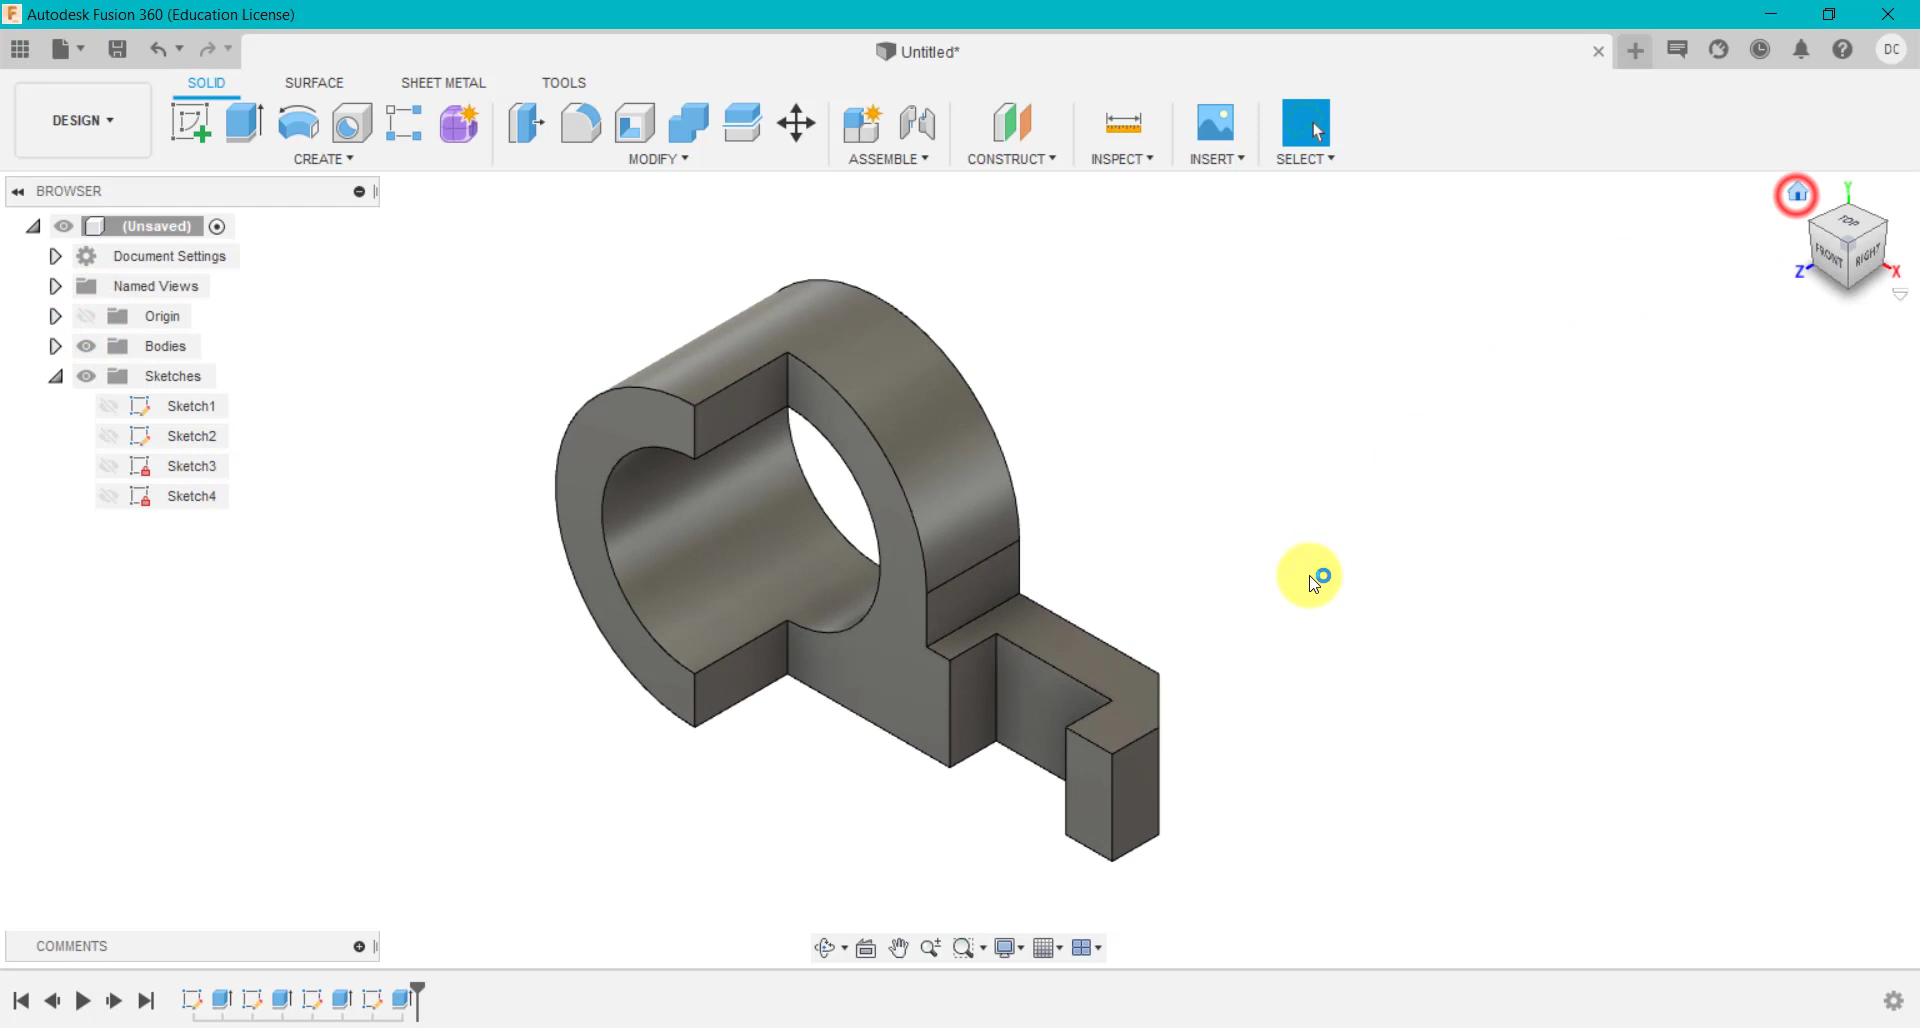 Autodesk Fusion 360 (Education License)
Untitled*
DC
DESIGN
SOLID
SURFACE
SHEET METAL
TOOLS
CREATE
MODIFY
ASSEMBLE
CONSTRUCT
INSPECT
INSERT
SELECT
BROWSER
(Unsaved)
Document Settings
Named Views
Origin
Bodies
Sketches
Sketch1
Sketch2
Sketch3
Sketch4
Y
TOP
FRONT
RIGHT
Z
X
COMMENTS